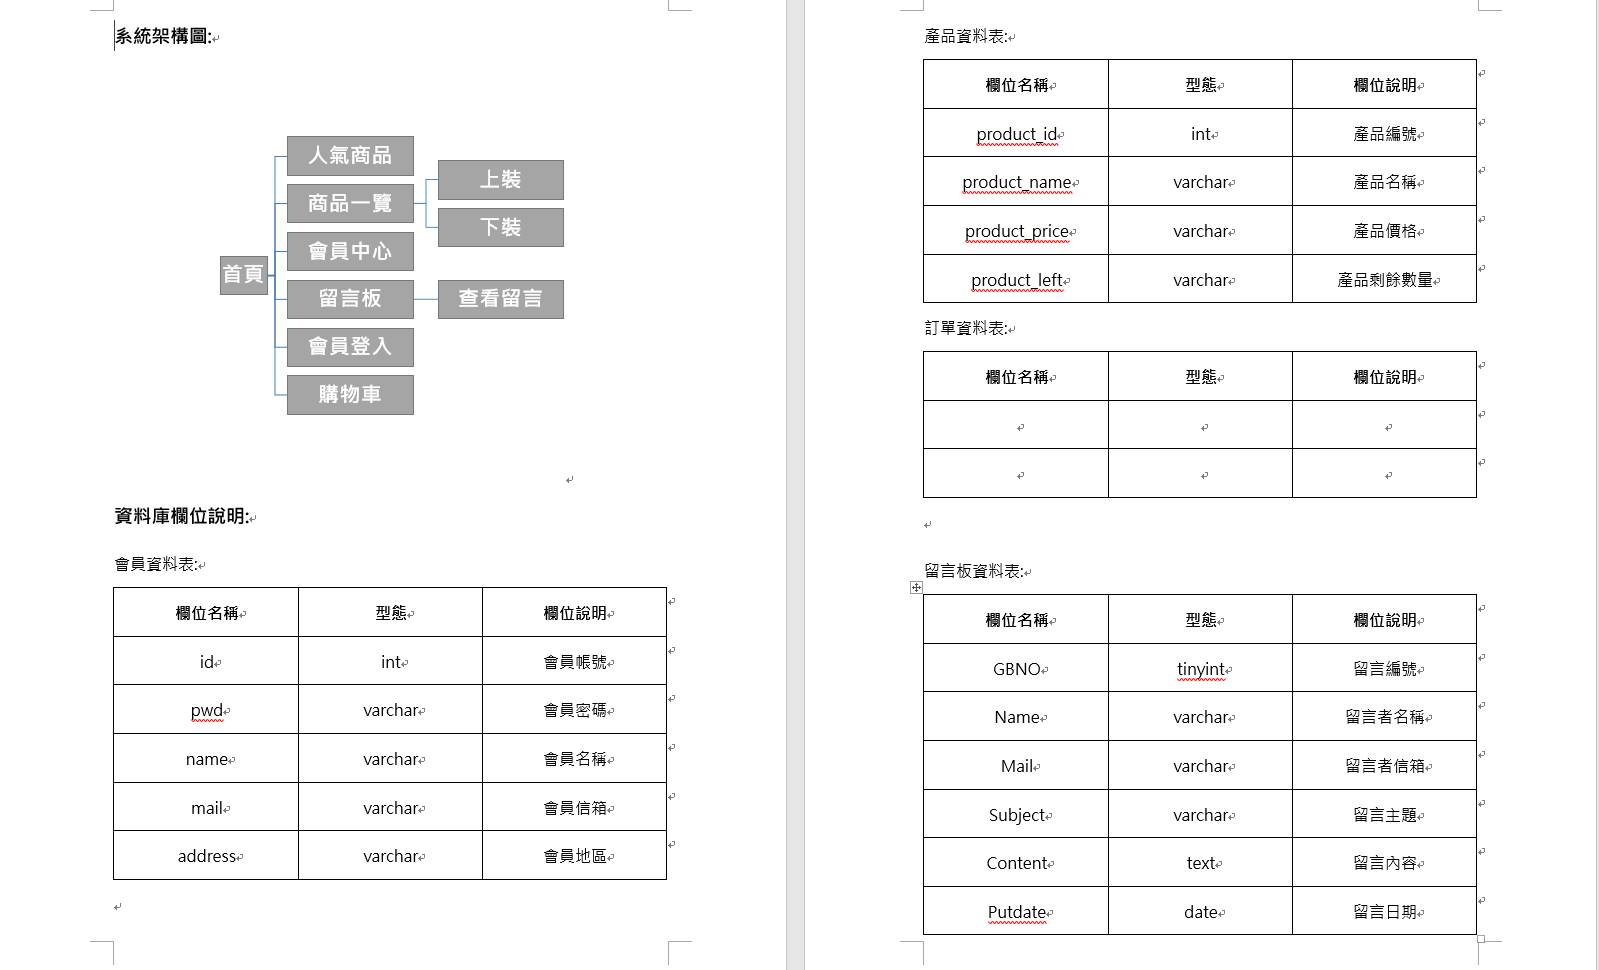 系統架構圖:
首頁
人氣商品
商品一覽
上裝
下裝
會員中心
留言板
查看留言
會員登入
購物車
資料庫欄位說明:
會員資料表:
欄位名稱 型態 欄位說明
id int 會員帳號
pwd varchar 會員密碼
name varchar 會員名稱
mail varchar 會員信箱
address varchar 會員地區
產品資料表:
欄位名稱 型態 欄位說明
product_id int 產品編號
product_name varchar 產品名稱
product_price varchar 產品價格
product_left varchar 產品剩餘數量
訂單資料表:
欄位名稱 型態 欄位說明
留言板資料表:
欄位名稱 型態 欄位說明
GBNO tinyint 留言編號
Name varchar 留言者名稱
Mail varchar 留言者信箱
Subject varchar 留言主題
Content text 留言內容
Putdate date 留言日期